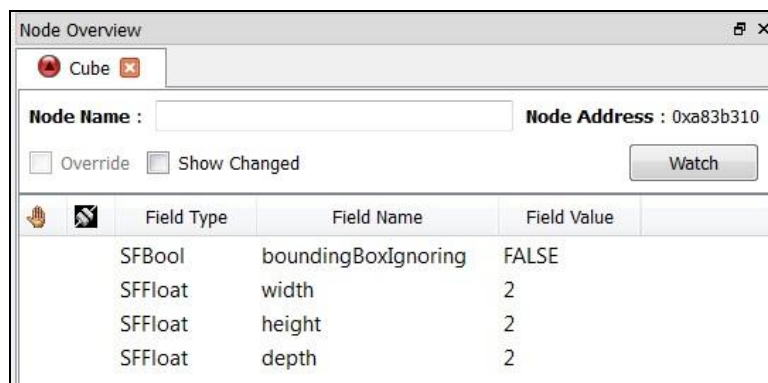 Node Overview
Cube
Node Name :
Node Address : 0xa83b310
Override Show Changed Watch
Field Type Field Name Field Value
SFBool boundingBoxIgnoring FALSE
SFFloat width 2
SFFloat height 2
SFFloat depth 2